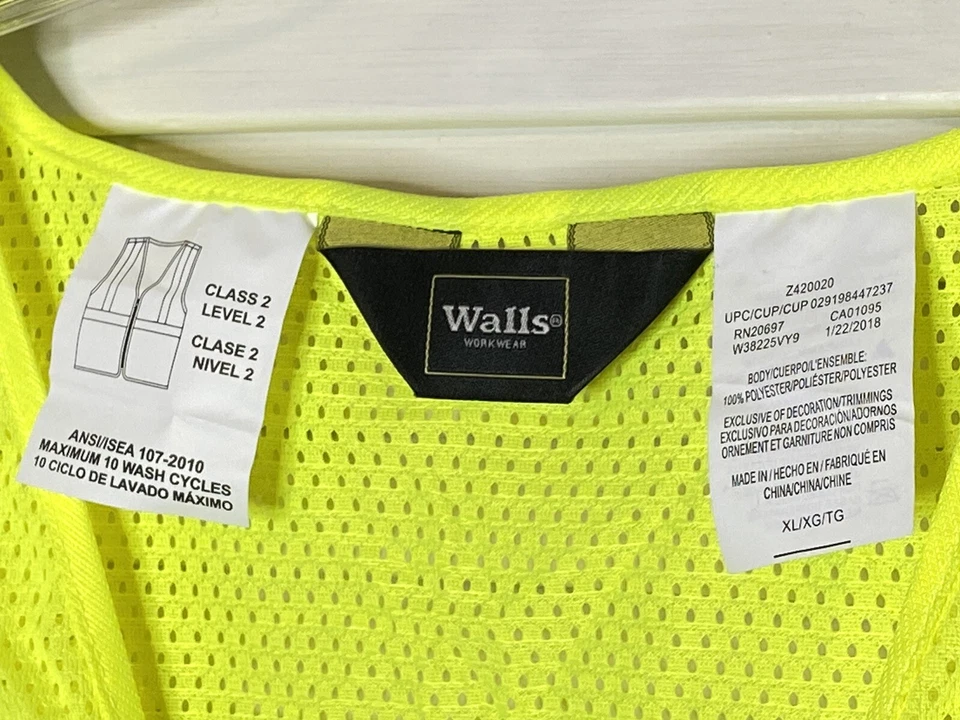 CLASS 2
LEVEL 2
CLASE 2
NIVEL 2
ANSI/ISEA 107-2010
MAXIMUM 10 WASH CYCLES
10 CICLO DE LAVADO MÁXIMO
Walls®
WORKWEAR
Z420020
UPC/CUP/CUP 029198447237
RN20697 CA01095
W38225VY9 1/22/2018
BODY/CUERPO/L'ENSEMBLE:
100% POLYESTER/POLIÉSTER/POLYESTER
EXCLUSIVE OF DECORATION/TRIMMINGS
EXCLUSIVO PARA DECORACIÓN/ADORNOS
ORNEMENT ET GARNITURE NON COMPRIS
MADE IN / HECHO EN / FABRIQUÉ EN
CHINA/CHINA/CHINE
XL/XG/TG